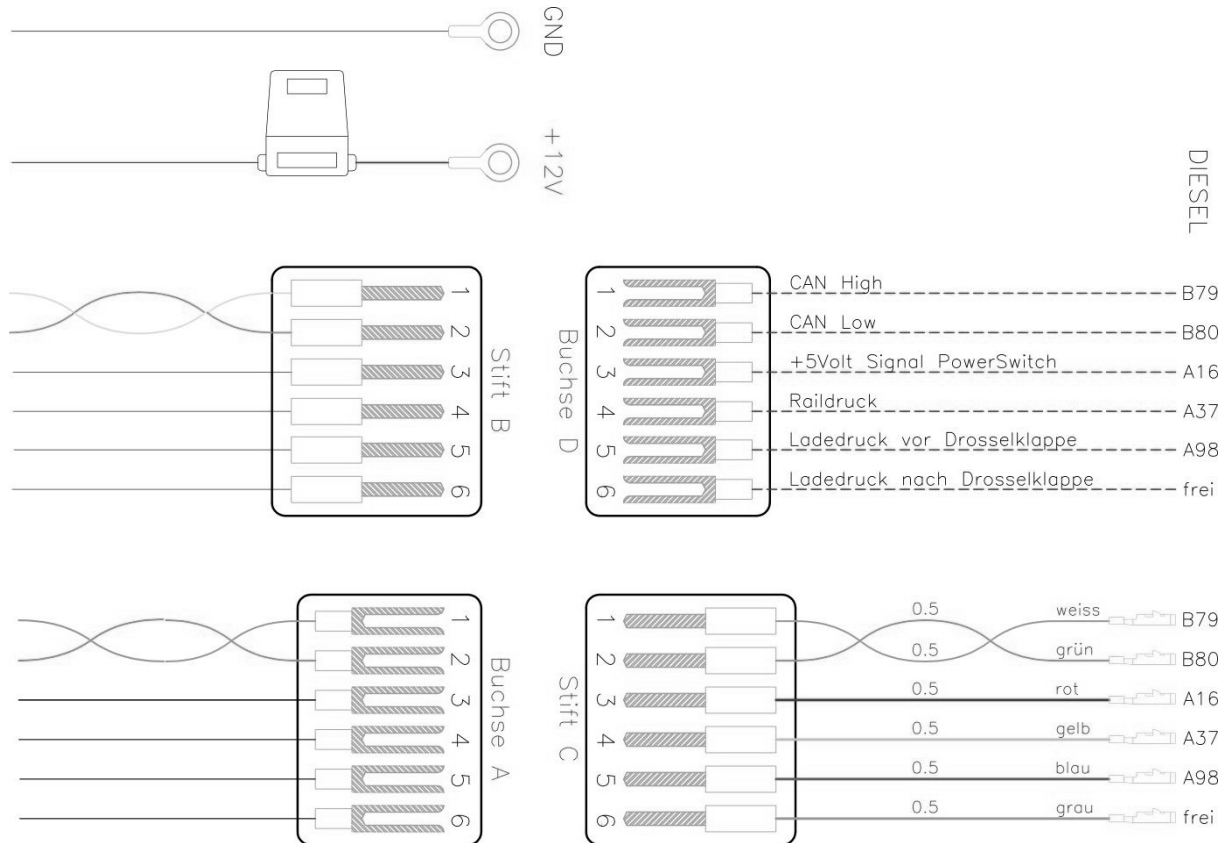 GND
+12V
DIESEL
1
2
3
4
5
6
Stift B
Buchse D
1 CAN High B79
2 CAN Low B80
3 +5Volt Signal PowerSwitch A16
4 Raildruck A37
5 Ladedruck vor Drosselklappe A98
6 Ladedruck nach Drosselklappe frei
1
2
3
4
5
6
Buchse A
Stift C
1 0.5 weiss B79
2 0.5 grün B80
3 0.5 rot A16
4 0.5 gelb A37
5 0.5 blau A98
6 0.5 grau frei